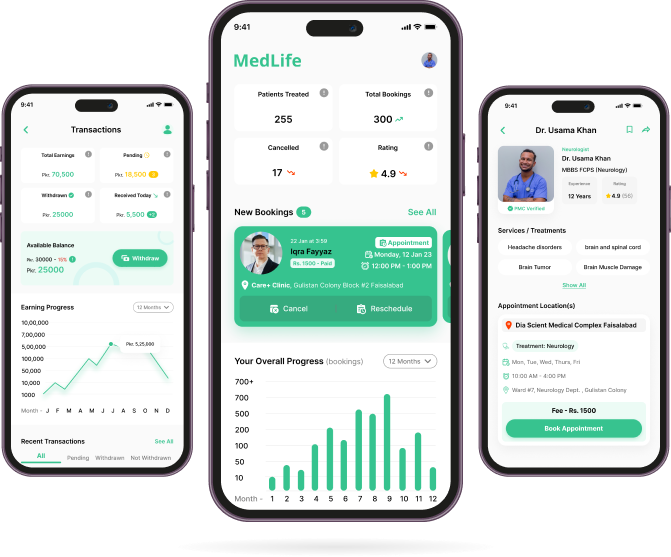 9:41
Transactions
Total Earnings
Pkr. 70,500
Pending
Pkr. 18,500
Withdrawn
Pkr. 25000
Received Today
Pkr. 5,500
Available Balance
Rs. 30000 - 15%
Pkr. 25000
Withdraw
Earning Progress
12 Months
10,00,000
7,00,000
5,00,000
100,000
50,000
10,000
1000
Pkr. 5,25,000
Month - J F M A M J J A S O N D
Recent Transactions
See All
All Pending Withdrawn Not Withdrawn
9:41
MedLife
Patients Treated
255
Total Bookings
300
Cancelled
17
Rating
4.9
New Bookings 5
See All
22 Jan at 3:59
Iqra Fayyaz
Rs. 1500 - Paid
Appointment
Monday, 12 Jan 23
12:00 PM - 1:00 PM
Care+ Clinic, Gulistan Colony Block #2 Faisalabad
Cancel
Reschedule
Your Overall Progress (bookings)
12 Months
700+
700
500
200
100
50
10
Month - 1 2 3 4 5 6 7 8 9 10 11 12
9:41
Dr. Usama Khan
PMC Verified
Neurologist
Dr. Usama Khan
MBBS FCPS (Neurology)
Experience
12 Years
Rating
4.9 (56)
Services / Treatments
Headache disorders
brain and spinal cord
Brain Tumor
Brain Muscle Damage
Show All
Appointment Location(s)
Dia Scient Medical Complex Faisalabad
Treatment: Neurology
Mon, Tue, Wed, Thurs, Fri
10:00 AM - 4:00 PM
Ward #7, Neurology Dept. , Gulistan Colony
Fee - Rs. 1500
Book Appointment